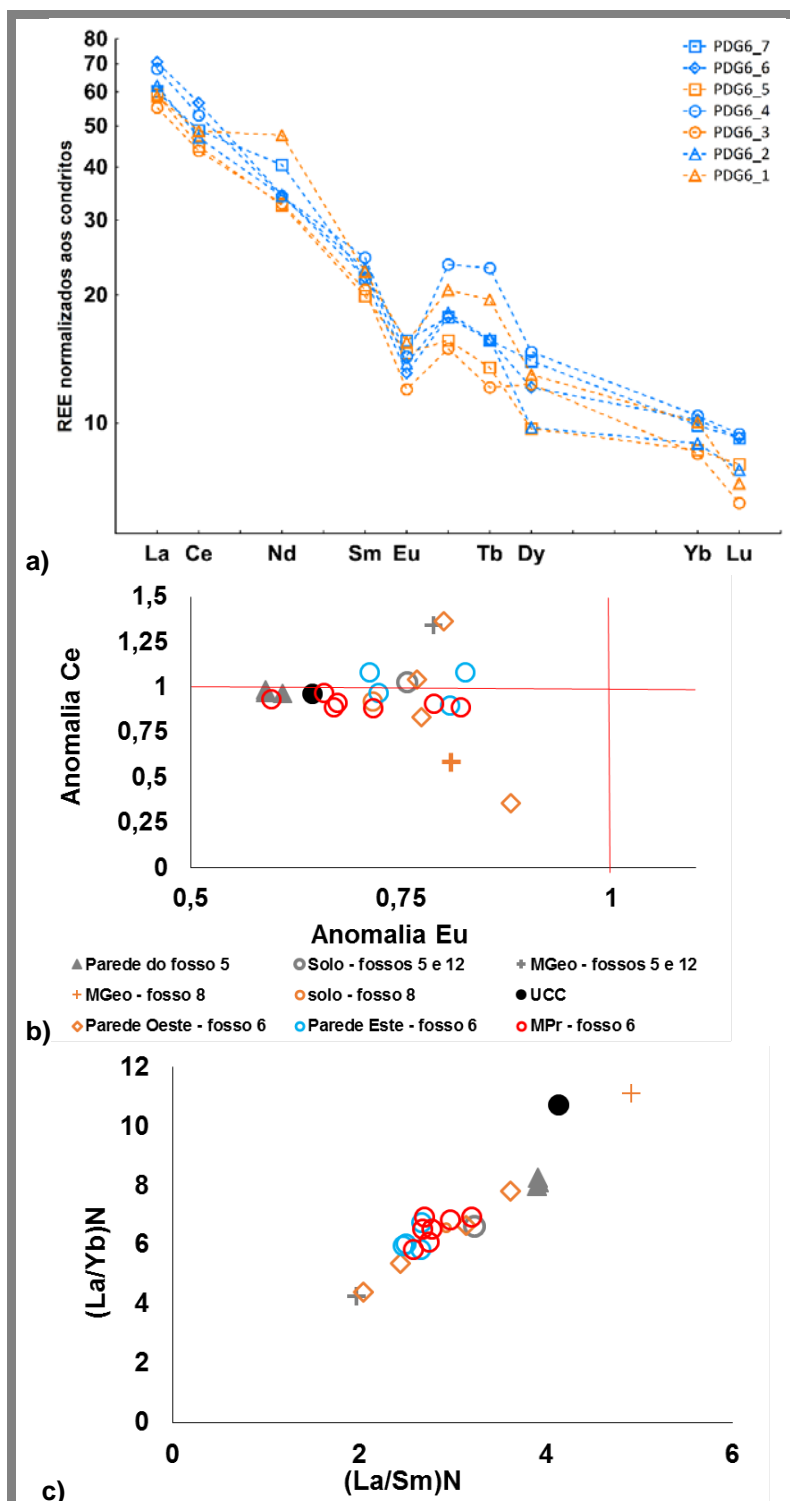 80
70
60
50
40
30
20
10
REE normalizados aos condritos
PDG6_7
PDG6_6
PDG6_5
PDG6_4
PDG6_3
PDG6_2
PDG6_1
La Ce Nd Sm Eu Tb Dy Yb Lu
a)
1,5
1,25
1
0,75
0,5
0,25
0
Anomalia Ce
0,5 0,75 1
Anomalia Eu
Parede do fosso 5 Solo - fossos 5 e 12 MGeo - fossos 5 e 12
MGeo - fosso 8 solo - fosso 8 UCC
Parede Oeste - fosso 6 Parede Este - fosso 6 MPr - fosso 6
b)
12
10
8
6
4
2
0
(La/Yb)N
0 2 4 6
(La/Sm)N
c)